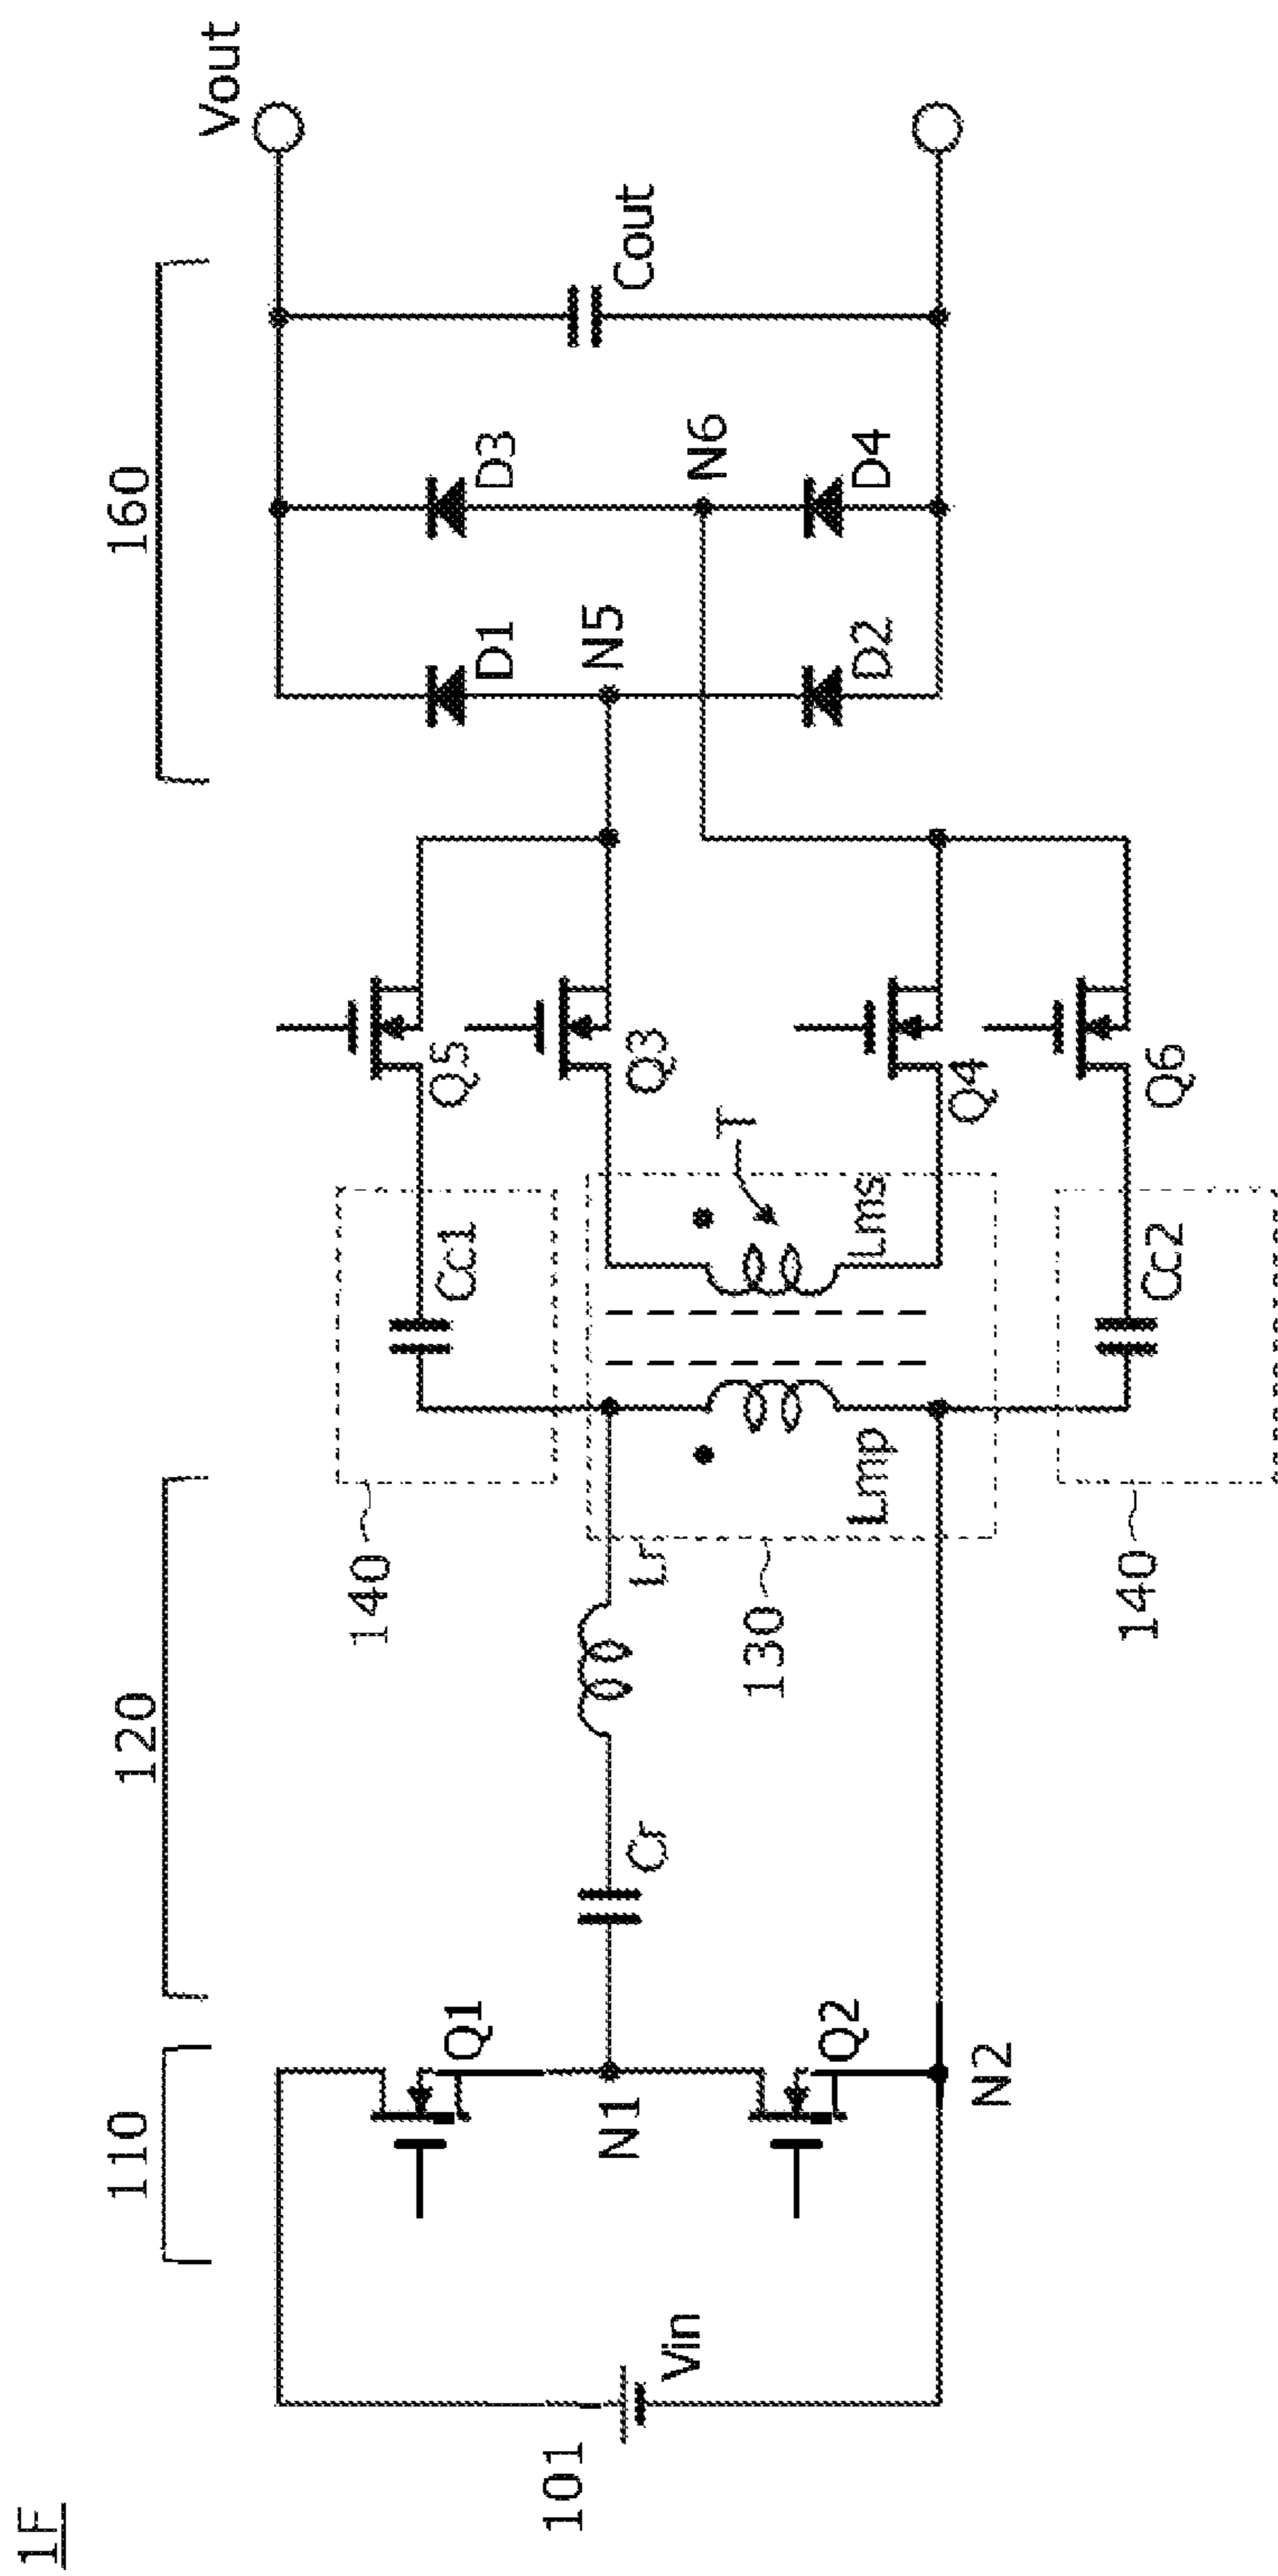 1F
110
120
160
101
Vin
Q1
N1
Q2
N2
Cr
Lr
140
Cc1
Q5
130
Lmp
Lms
T
Q3
Q4
140
Cc2
Q6
N5
D1
D2
D3
N6
D4
Cout
Vout